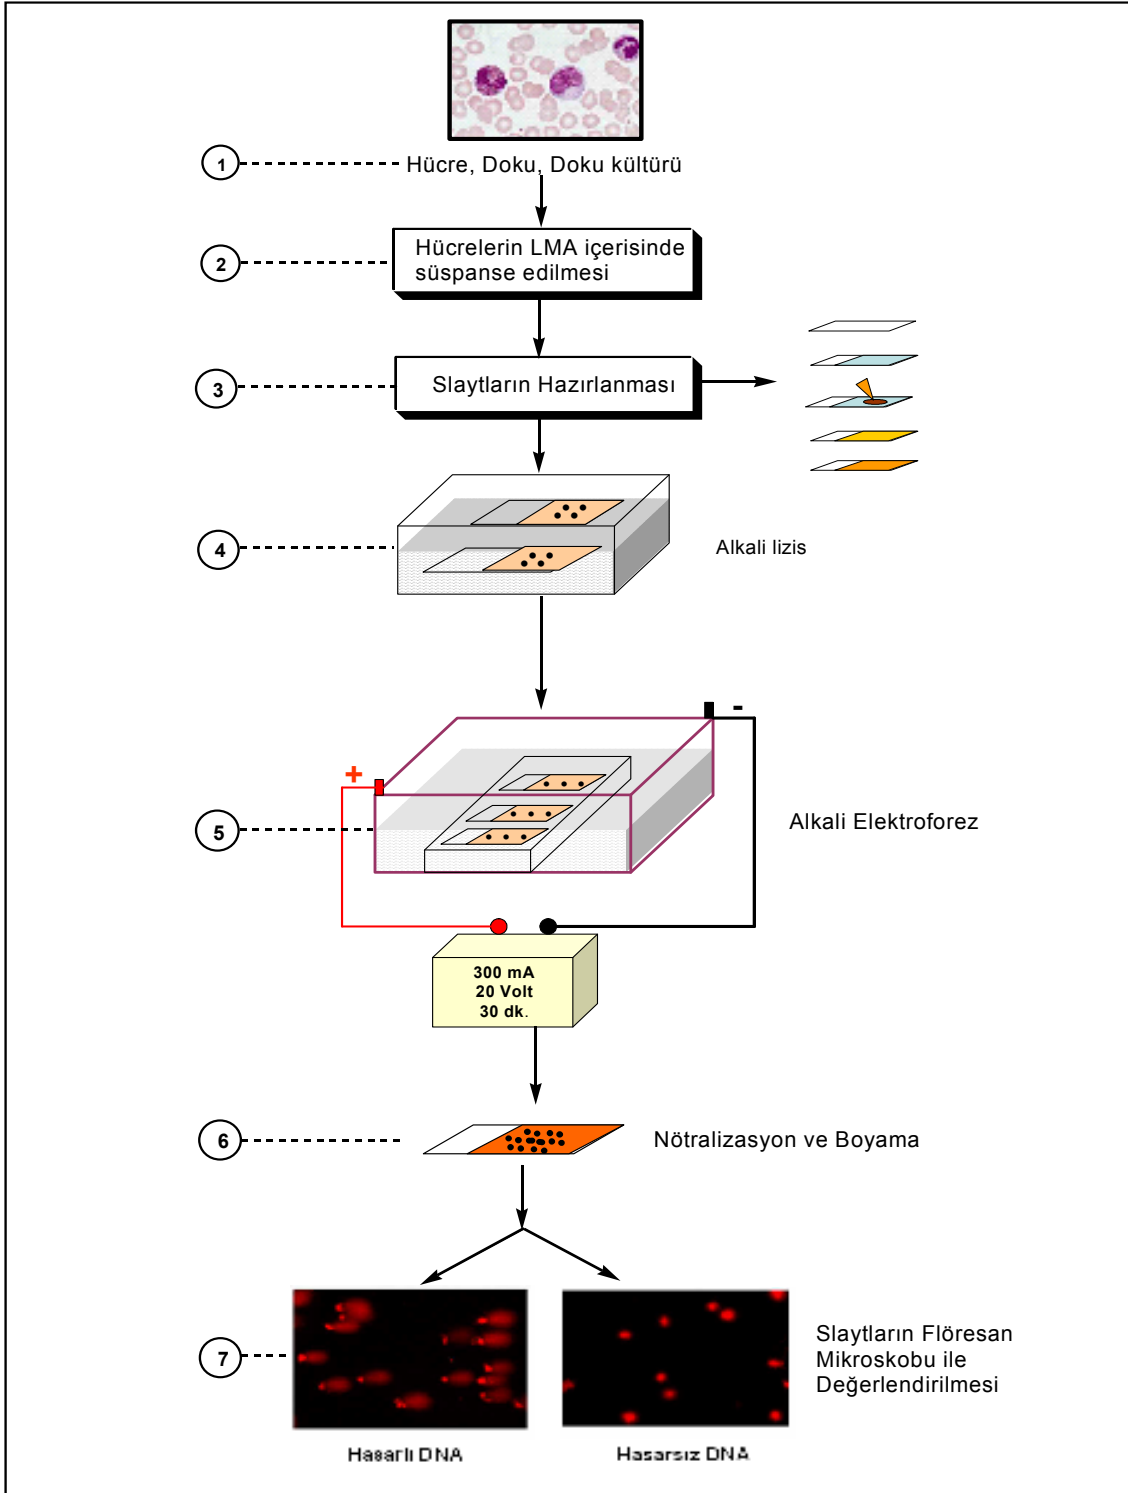 1
Hücre, Doku, Doku kültürü
2
Hücrelerin LMA içerisinde
süspanse edilmesi
3
Slaytların Hazırlanması
4
Alkali lizis
-
+
5
Alkali Elektroforez
300 mA
20 Volt
30 dk.
6
Nötralizasyon ve Boyama
7
Slaytların Flöresan
Mikroskobu ile
Değerlendirilmesi
Hasarlı DNA
Hasarsız DNA